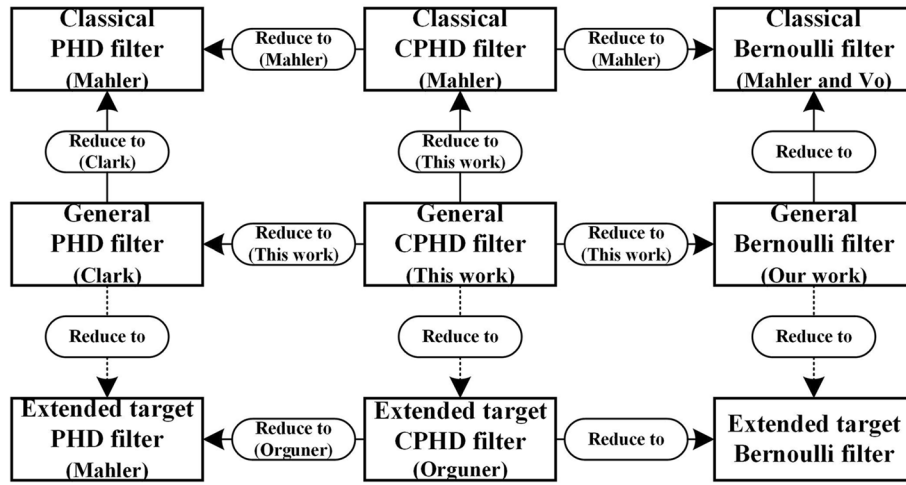 Classical
PHD filter
(Mahler)
Reduce to
(Mahler)
Classical
CPHD filter
(Mahler)
Reduce to
(Mahler)
Classical
Bernoulli filter
(Mahler and Vo)
Reduce to
(Clark)
Reduce to
(This work)
Reduce to
General
PHD filter
(Clark)
Reduce to
(This work)
General
CPHD filter
(This work)
Reduce to
(This work)
General
Bernoulli filter
(Our work)
Reduce to
Reduce to
Reduce to
Extended target
PHD filter
(Mahler)
Reduce to
(Orguner)
Extended target
CPHD filter
(Orguner)
Reduce to
Extended target
Bernoulli filter